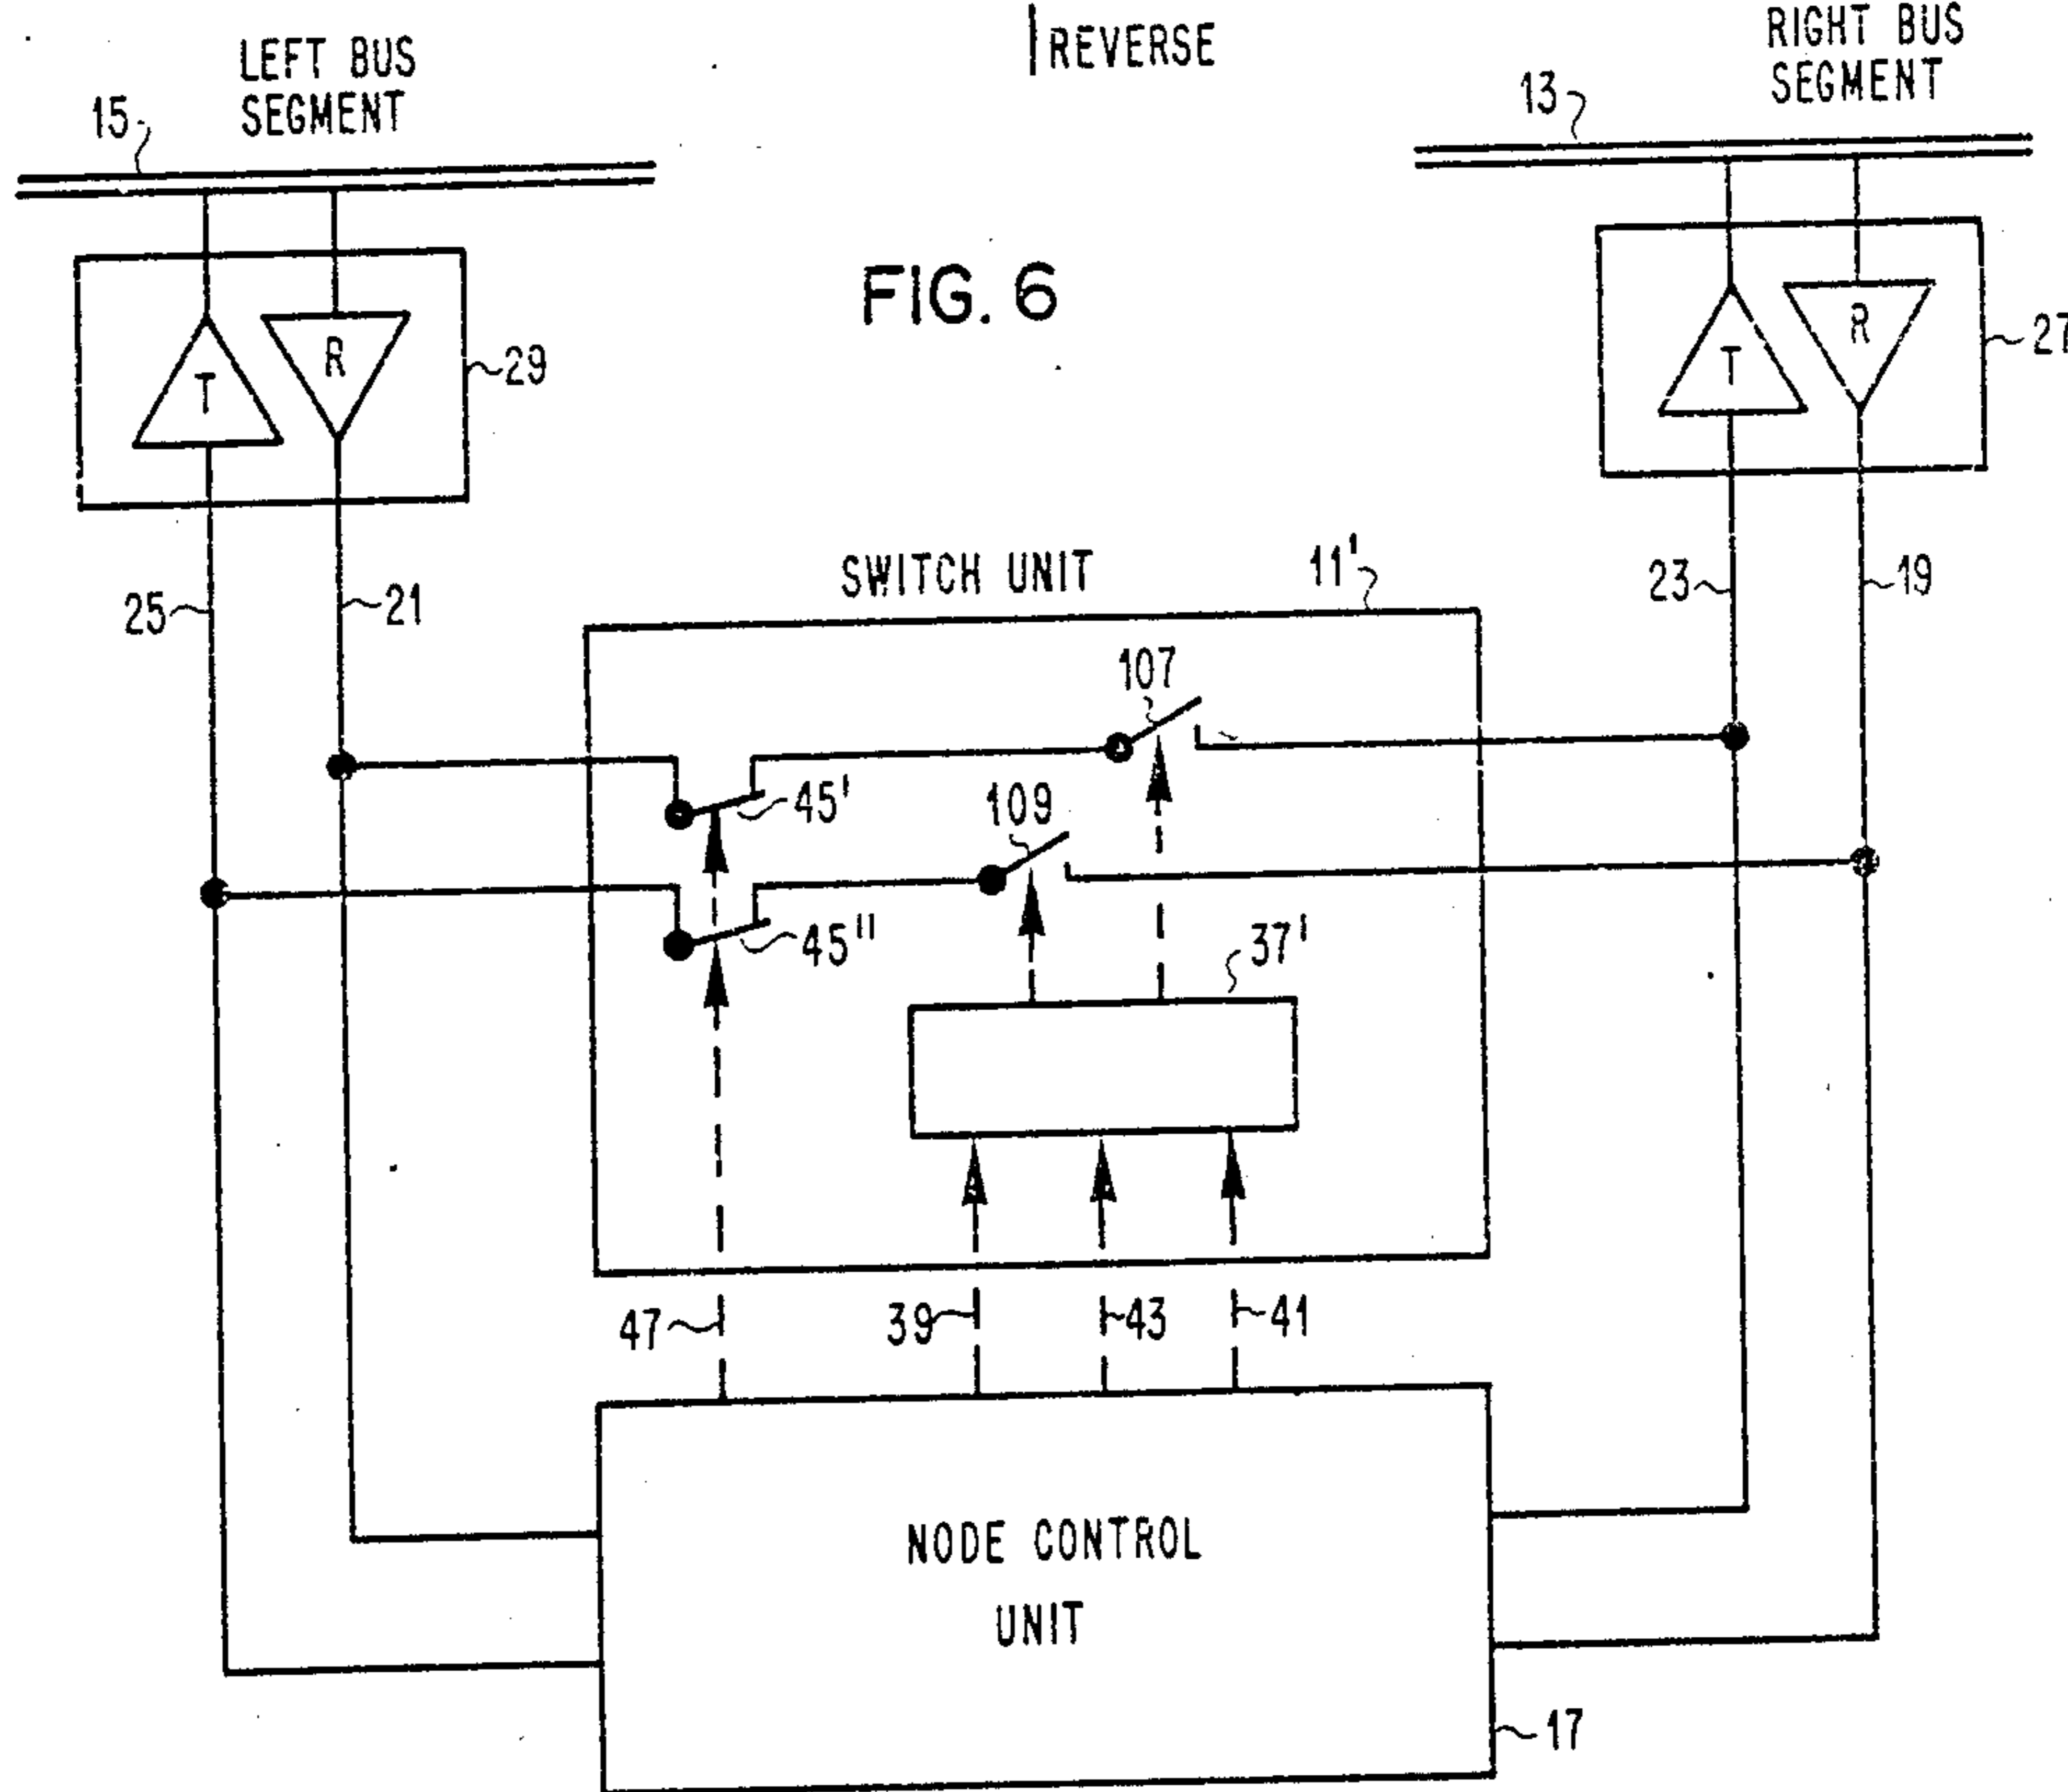 REVERSE
LEFT BUS
SEGMENT
RIGHT BUS
SEGMENT
15
13
FIG. 6
T
R
29
T
R
27
25
21
SWITCH UNIT
11'
23
19
107
45'
109
45"
37'
47
39
43
41
NODE CONTROL
UNIT
17